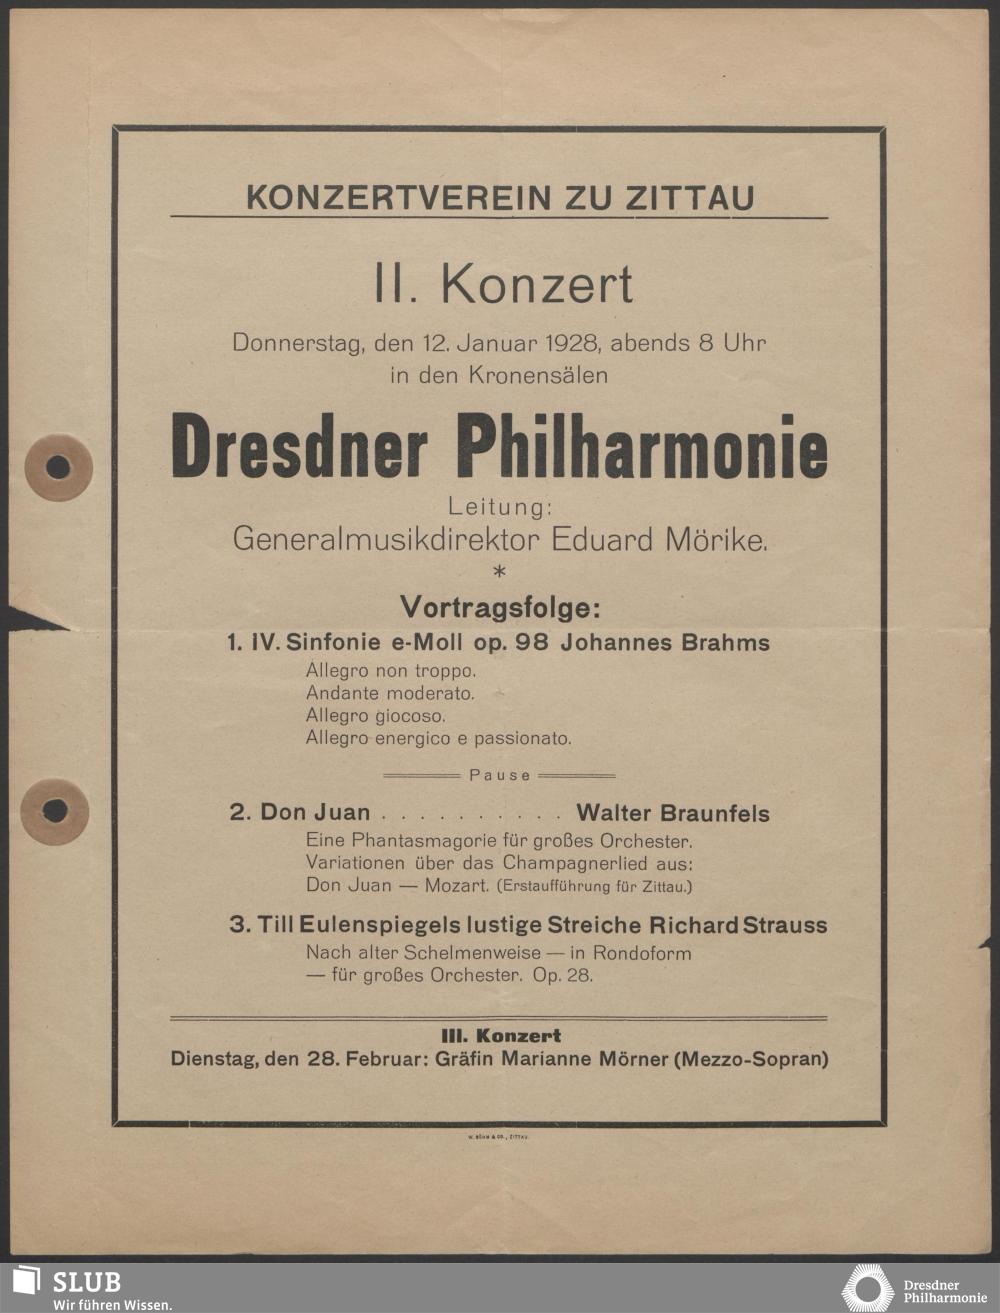 KONZERTVEREIN ZU ZITTAU
II. Konzert
Donnerstag, den 12. Januar 1928, abends 8 Uhr
in den Kronensälen
Dresdner Philharmonie
Leitung:
Generalmusikdirektor Eduard Mörike.
*
Vortragsfolge:
1. IV. Sinfonie e-Moll op. 98 Johannes Brahms
Allegro non troppo.
Andante moderato.
Allegro giocoso.
Allegro energico e passionato.
Pause
2. Don Juan . . . . . . . . . . Walter Braunfels
Eine Phantasmagorie für großes Orchester.
Variationen über das Champagnerlied aus:
Don Juan — Mozart. (Erstaufführung für Zittau.)
3. Till Eulenspiegels lustige Streiche Richard Strauss
Nach alter Schelmenweise — in Rondoform
— für großes Orchester. Op. 28.
III. Konzert
Dienstag, den 28. Februar: Gräfin Marianne Mörner (Mezzo-Sopran)
W. BÖHM & CO., ZITTAU.
SLUB
Wir führen Wissen.
Dresdner
Philharmonie